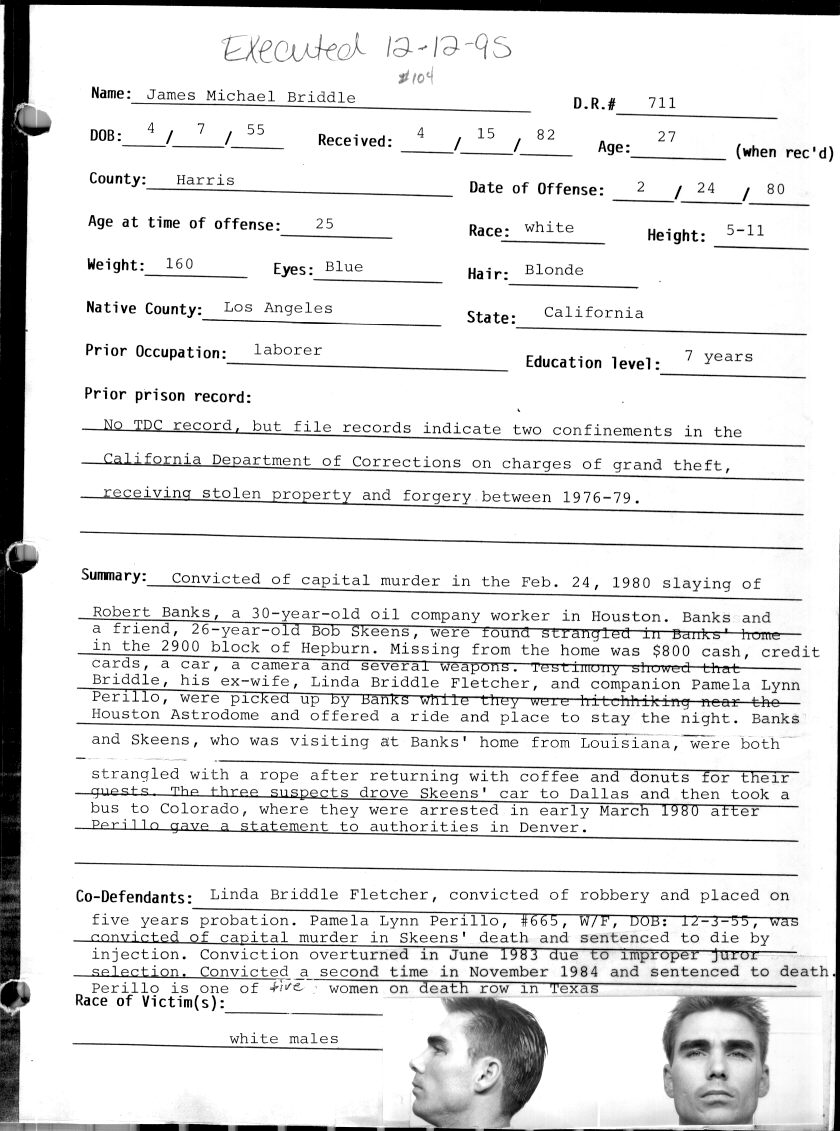 Executed 12-12-95
#104
Name: James Michael Briddle D.R.# 711
DOB: 4 / 7 / 55 Received: 4 / 15 / 82 Age: 27 (when rec'd)
County: Harris Date of Offense: 2 / 24 / 80
Age at time of offense: 25 Race: white Height: 5-11
Weight: 160 Eyes: Blue Hair: Blonde
Native County: Los Angeles State: California
Prior Occupation: laborer Education level: 7 years
Prior prison record:
No TDC record, but file records indicate two confinements in the
California Department of Corrections on charges of grand theft,
receiving stolen property and forgery between 1976-79.
Summary: Convicted of capital murder in the Feb. 24, 1980 slaying of
Robert Banks, a 30-year-old oil company worker in Houston. Banks and
a friend, 26-year-old Bob Skeens, were found strangled in Banks' home
in the 2900 block of Hepburn. Missing from the home was $800 cash, credit
cards, a car, a camera and several weapons. Testimony showed that
Briddle, his ex-wife, Linda Briddle Fletcher, and companion Pamela Lynn
Perillo, were picked up by Banks while they were hitchhiking near the
Houston Astrodome and offered a ride and place to stay the night. Banks
and Skeens, who was visiting at Banks' home from Louisiana, were both
strangled with a rope after returning with coffee and donuts for their
guests. The three suspects drove Skeens' car to Dallas and then took a
bus to Colorado, where they were arrested in early March 1980 after
Perillo gave a statement to authorities in Denver.
Co-Defendants: Linda Briddle Fletcher, convicted of robbery and placed on
five years probation. Pamela Lynn Perillo, #665, W/F, DOB: 12-3-55, was
convicted of capital murder in Skeens' death and sentenced to die by
injection. Conviction overturned in June 1983 due to improper juror
selection. Convicted a second time in November 1984 and sentenced to death.
Perillo is one of five women on death row in Texas
Race of Victim(s):
white males